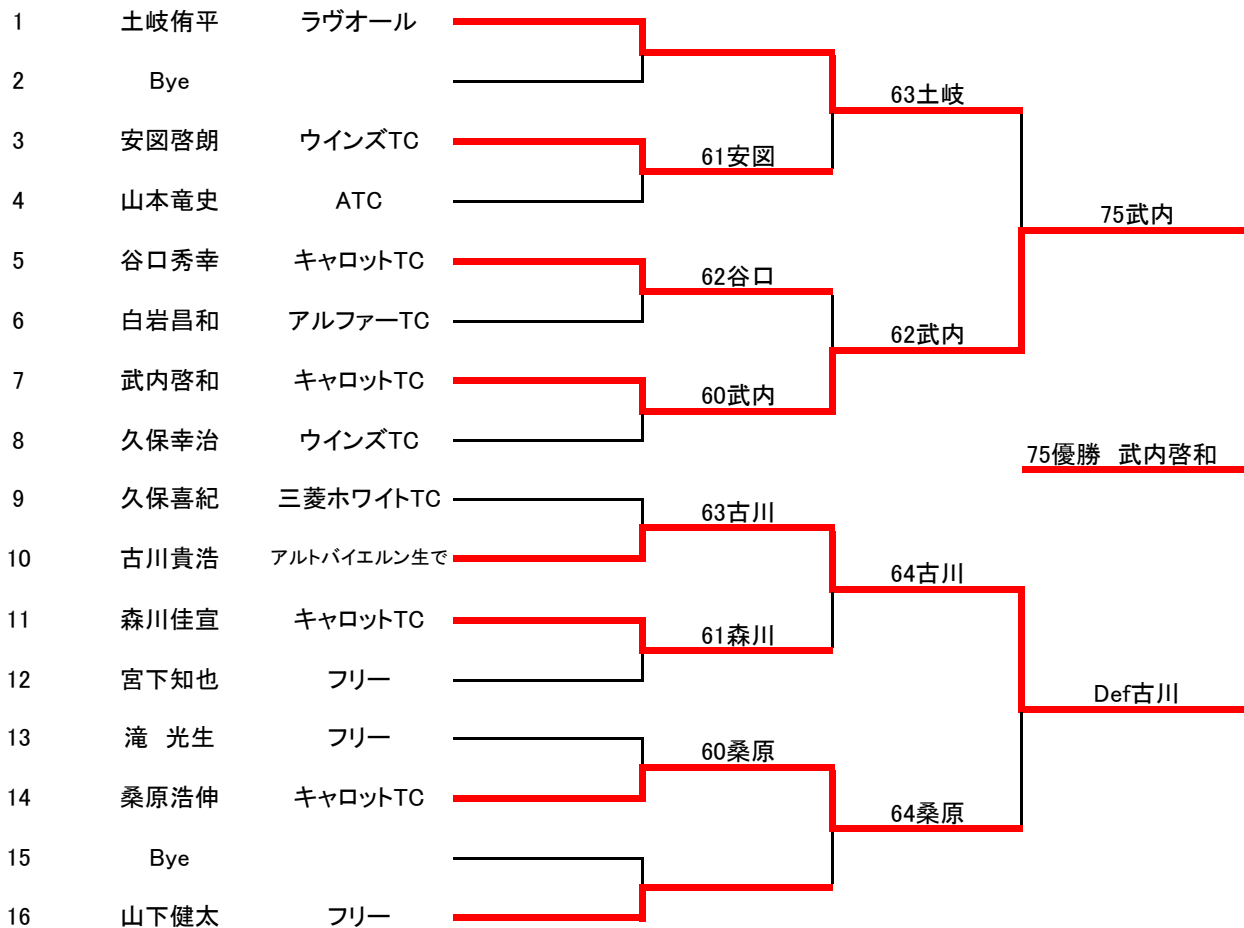 1 土岐侑平 ラヴオール
2 Bye
63土岐
3 安図啓朗 ウインズTC
61安図
4 山本竜史 ATC
75武内
5 谷口秀幸 キャロットTC
62谷口
6 白岩昌和 アルファーTC
62武内
7 武内啓和 キャロットTC
60武内
8 久保幸治 ウインズTC
75優勝 武内啓和
9 久保喜紀 三菱ホワイトTC
63古川
10 古川貴浩 アルトバイエルン生で
64古川
11 森川佳宣 キャロットTC
61森川
12 宮下知也 フリー
Def古川
13 滝 光生 フリー
60桑原
14 桑原浩伸 キャロットTC
64桑原
15 Bye
16 山下健太 フリー